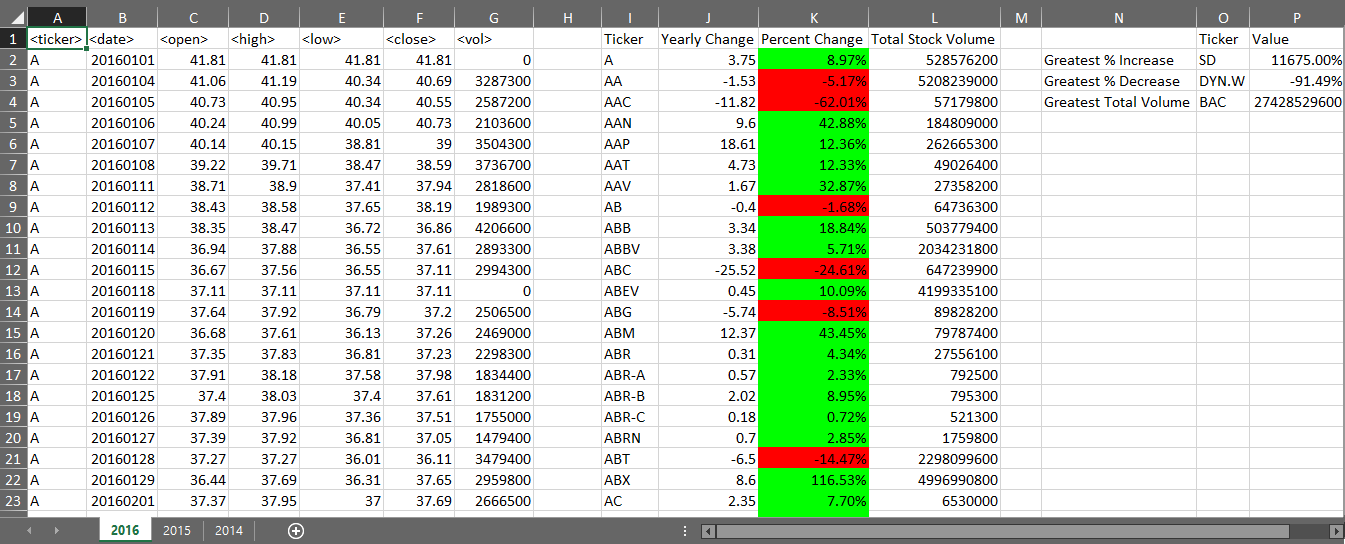 A B C D E F G H I J K L M N O P
1 <ticker> <date> <open> <high> <low> <close> <vol> Ticker Yearly Change Percent Change Total Stock Volume Ticker Value
2 A 20160101 41.81 41.81 41.81 41.81 0 A 3.75 8.97% 528576200 Greatest % Increase SD 11675.00%
3 A 20160104 41.06 41.19 40.34 40.69 3287300 AA -1.53 -5.17% 5208239000 Greatest % Decrease DYN.W -91.49%
4 A 20160105 40.73 40.95 40.34 40.55 2587200 AAC -11.82 -62.01% 57179800 Greatest Total Volume BAC 27428529600
5 A 20160106 40.24 40.99 40.05 40.73 2103600 AAN 9.6 42.88% 184809000
6 A 20160107 40.14 40.15 38.81 39 3504300 AAP 18.61 12.36% 262665300
7 A 20160108 39.22 39.71 38.47 38.59 3736700 AAT 4.73 12.33% 49026400
8 A 20160111 38.71 38.9 37.41 37.94 2818600 AAV 1.67 32.87% 27358200
9 A 20160112 38.43 38.58 37.65 38.19 1989300 AB -0.4 -1.68% 64736300
10 A 20160113 38.35 38.47 36.72 36.86 4206600 ABB 3.34 18.84% 503779400
11 A 20160114 36.94 37.88 36.55 37.61 2893300 ABBV 3.38 5.71% 2034231800
12 A 20160115 36.67 37.56 36.55 37.11 2994300 ABC -25.52 -24.61% 647239900
13 A 20160118 37.11 37.11 37.11 37.11 0 ABEV 0.45 10.09% 4199335100
14 A 20160119 37.64 37.92 36.79 37.2 2506500 ABG -5.74 -8.51% 89828200
15 A 20160120 36.68 37.61 36.13 37.26 2469000 ABM 12.37 43.45% 79787400
16 A 20160121 37.35 37.83 36.81 37.23 2298300 ABR 0.31 4.34% 27556100
17 A 20160122 37.91 38.18 37.58 37.98 1834400 ABR-A 0.57 2.33% 792500
18 A 20160125 37.4 38.03 37.4 37.61 1831200 ABR-B 2.02 8.95% 795300
19 A 20160126 37.89 37.96 37.36 37.51 1755000 ABR-C 0.18 0.72% 521300
20 A 20160127 37.39 37.92 36.81 37.05 1479400 ABRN 0.7 2.85% 1759800
21 A 20160128 37.27 37.27 36.01 36.11 3479400 ABT -6.5 -14.47% 2298099600
22 A 20160129 36.44 37.69 36.31 37.65 2959800 ABX 8.6 116.53% 4996990800
23 A 20160201 37.37 37.95 37 37.69 2666500 AC 2.35 7.70% 6530000
2016 2015 2014